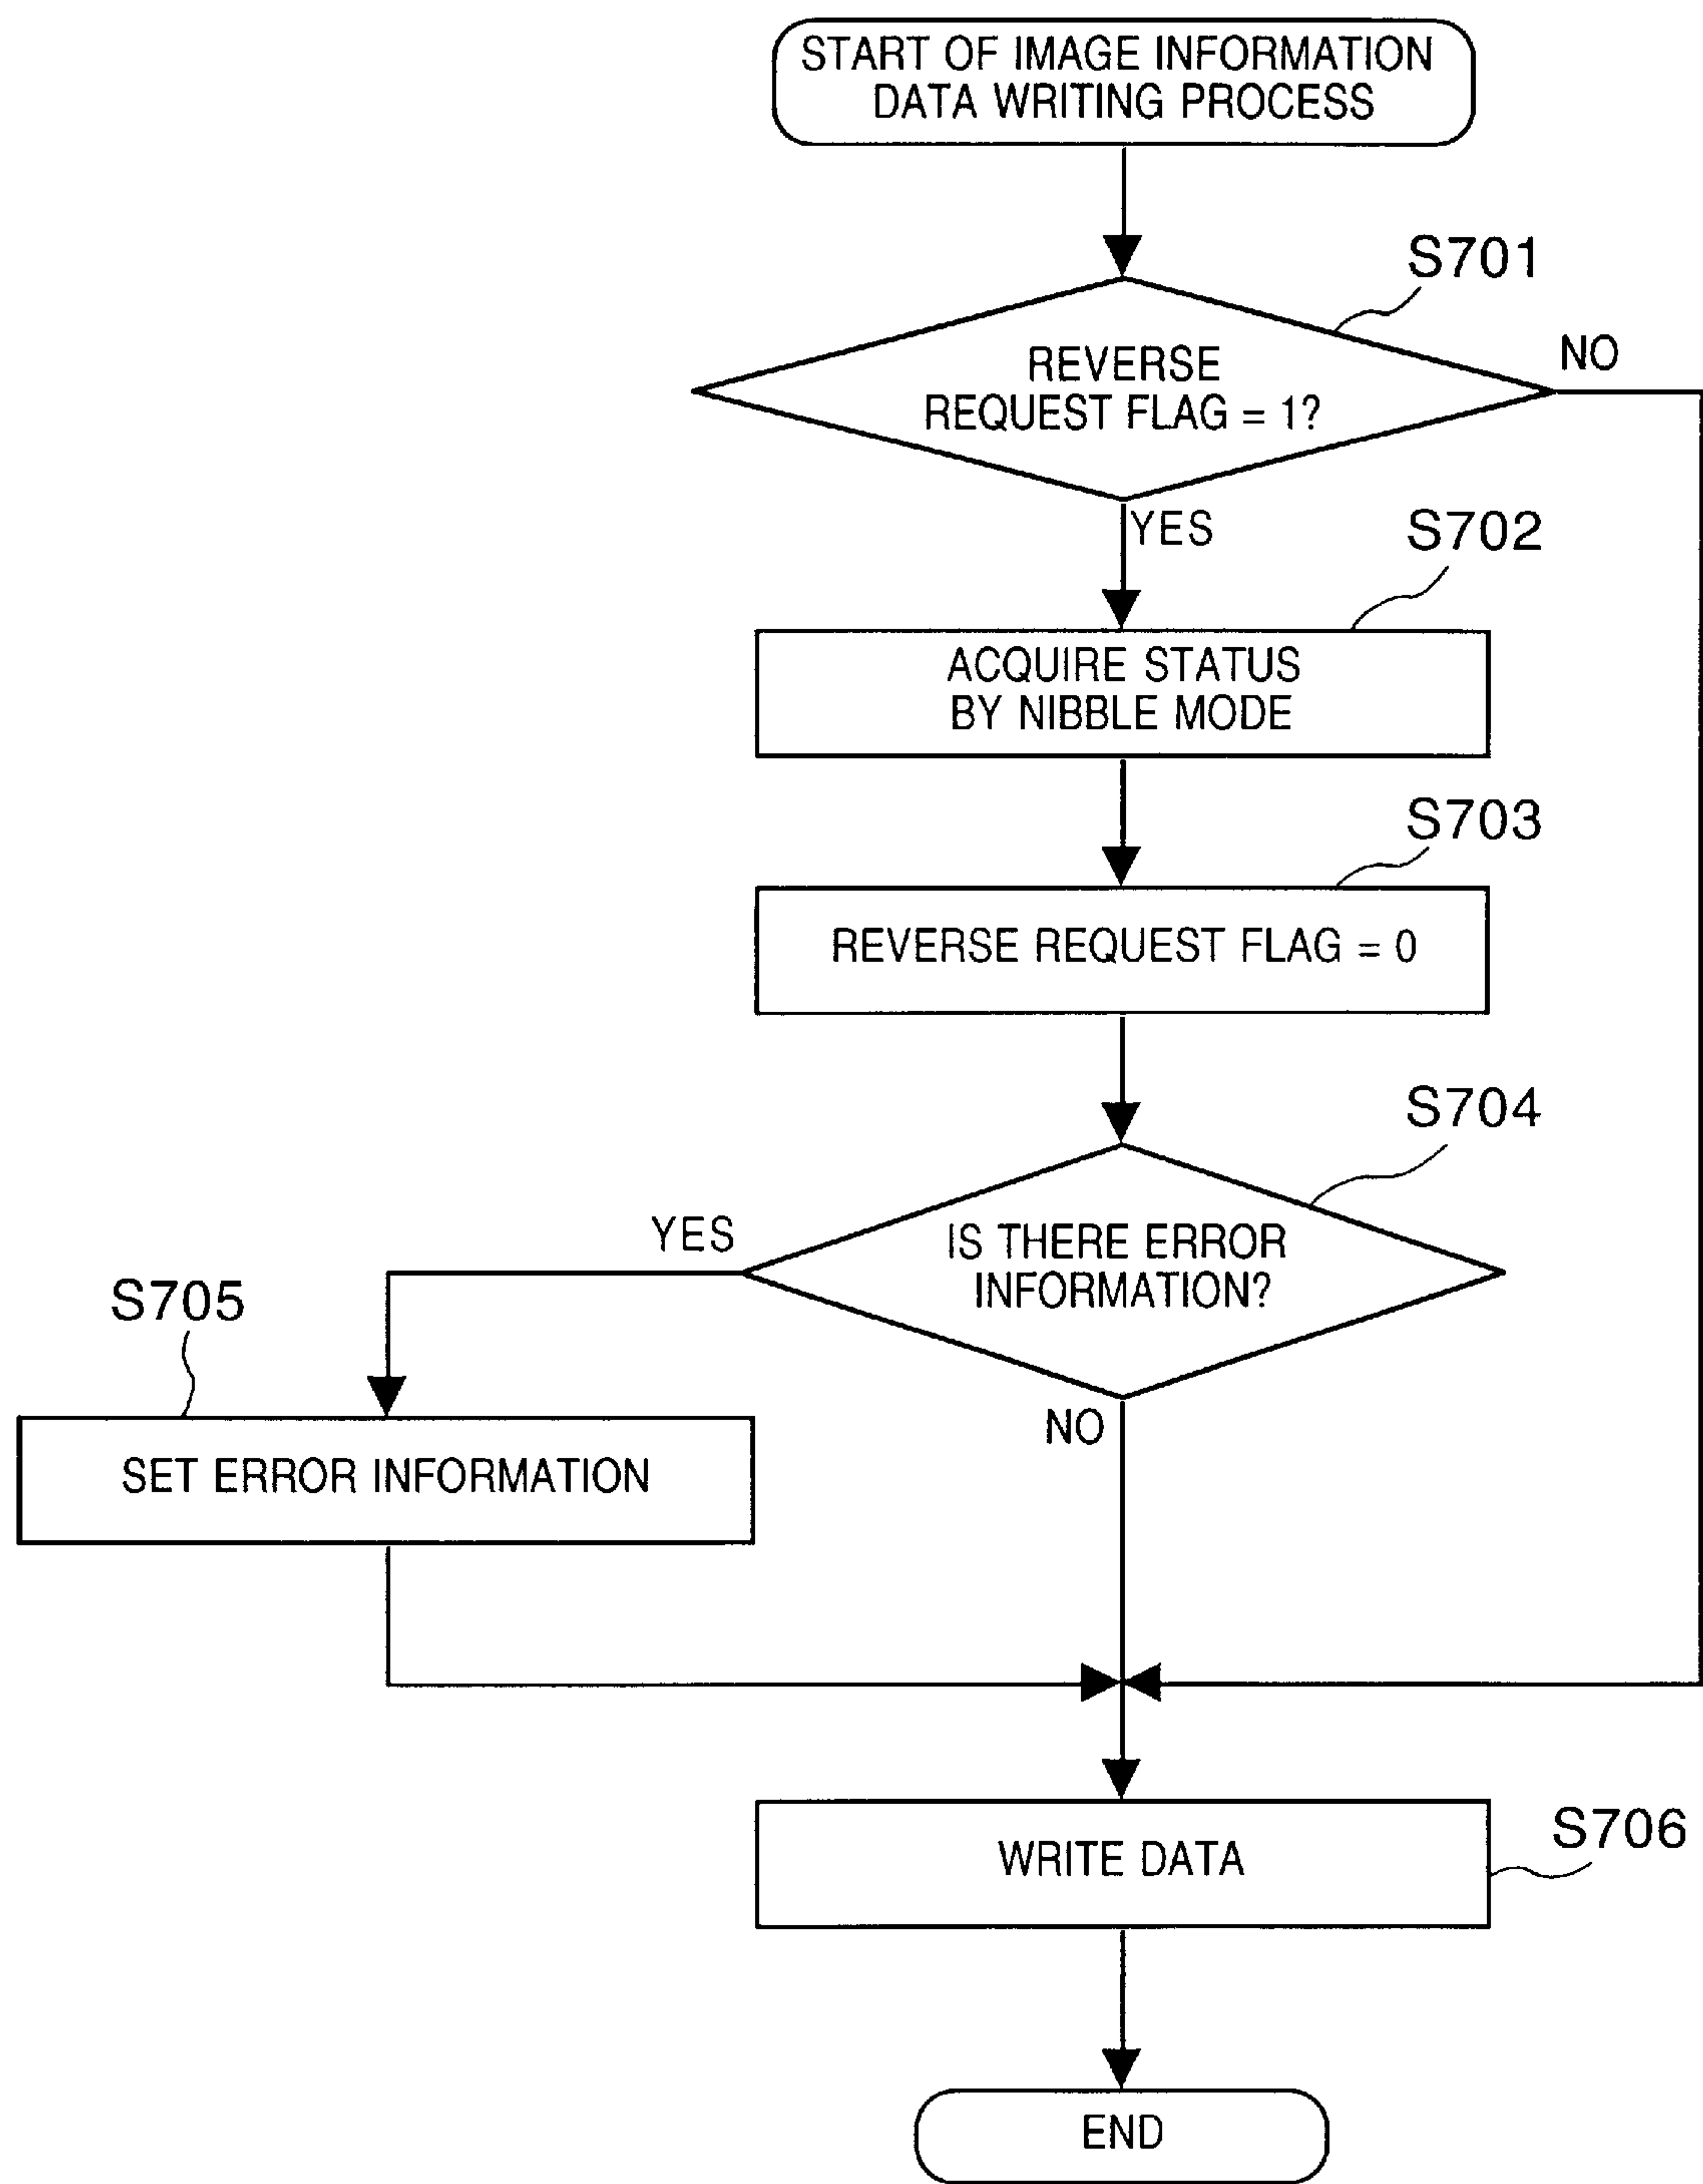 START OF IMAGE INFORMATION
DATA WRITING PROCESS
S701
REVERSE
REQUEST FLAG = 1?
NO
YES
S702
ACQUIRE STATUS
BY NIBBLE MODE
S703
REVERSE REQUEST FLAG = 0
S704
IS THERE ERROR
INFORMATION?
YES
NO
S705
SET ERROR INFORMATION
S706
WRITE DATA
END